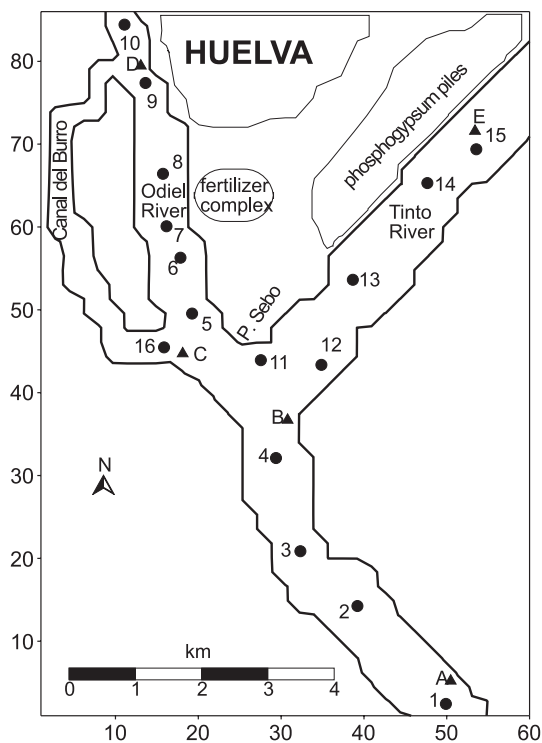 80
70
60
50
40
30
20
10
10 20 30 40 50 60
HUELVA
phosphogypsum piles
fertilizer
complex
Canal del Burro
Odiel
River
Tinto
River
P. Sebo
10
D
9
8
7
6
5
16
C
11
12
13
14
15
E
B
4
3
2
A
1
N
km
0 1 2 3 4